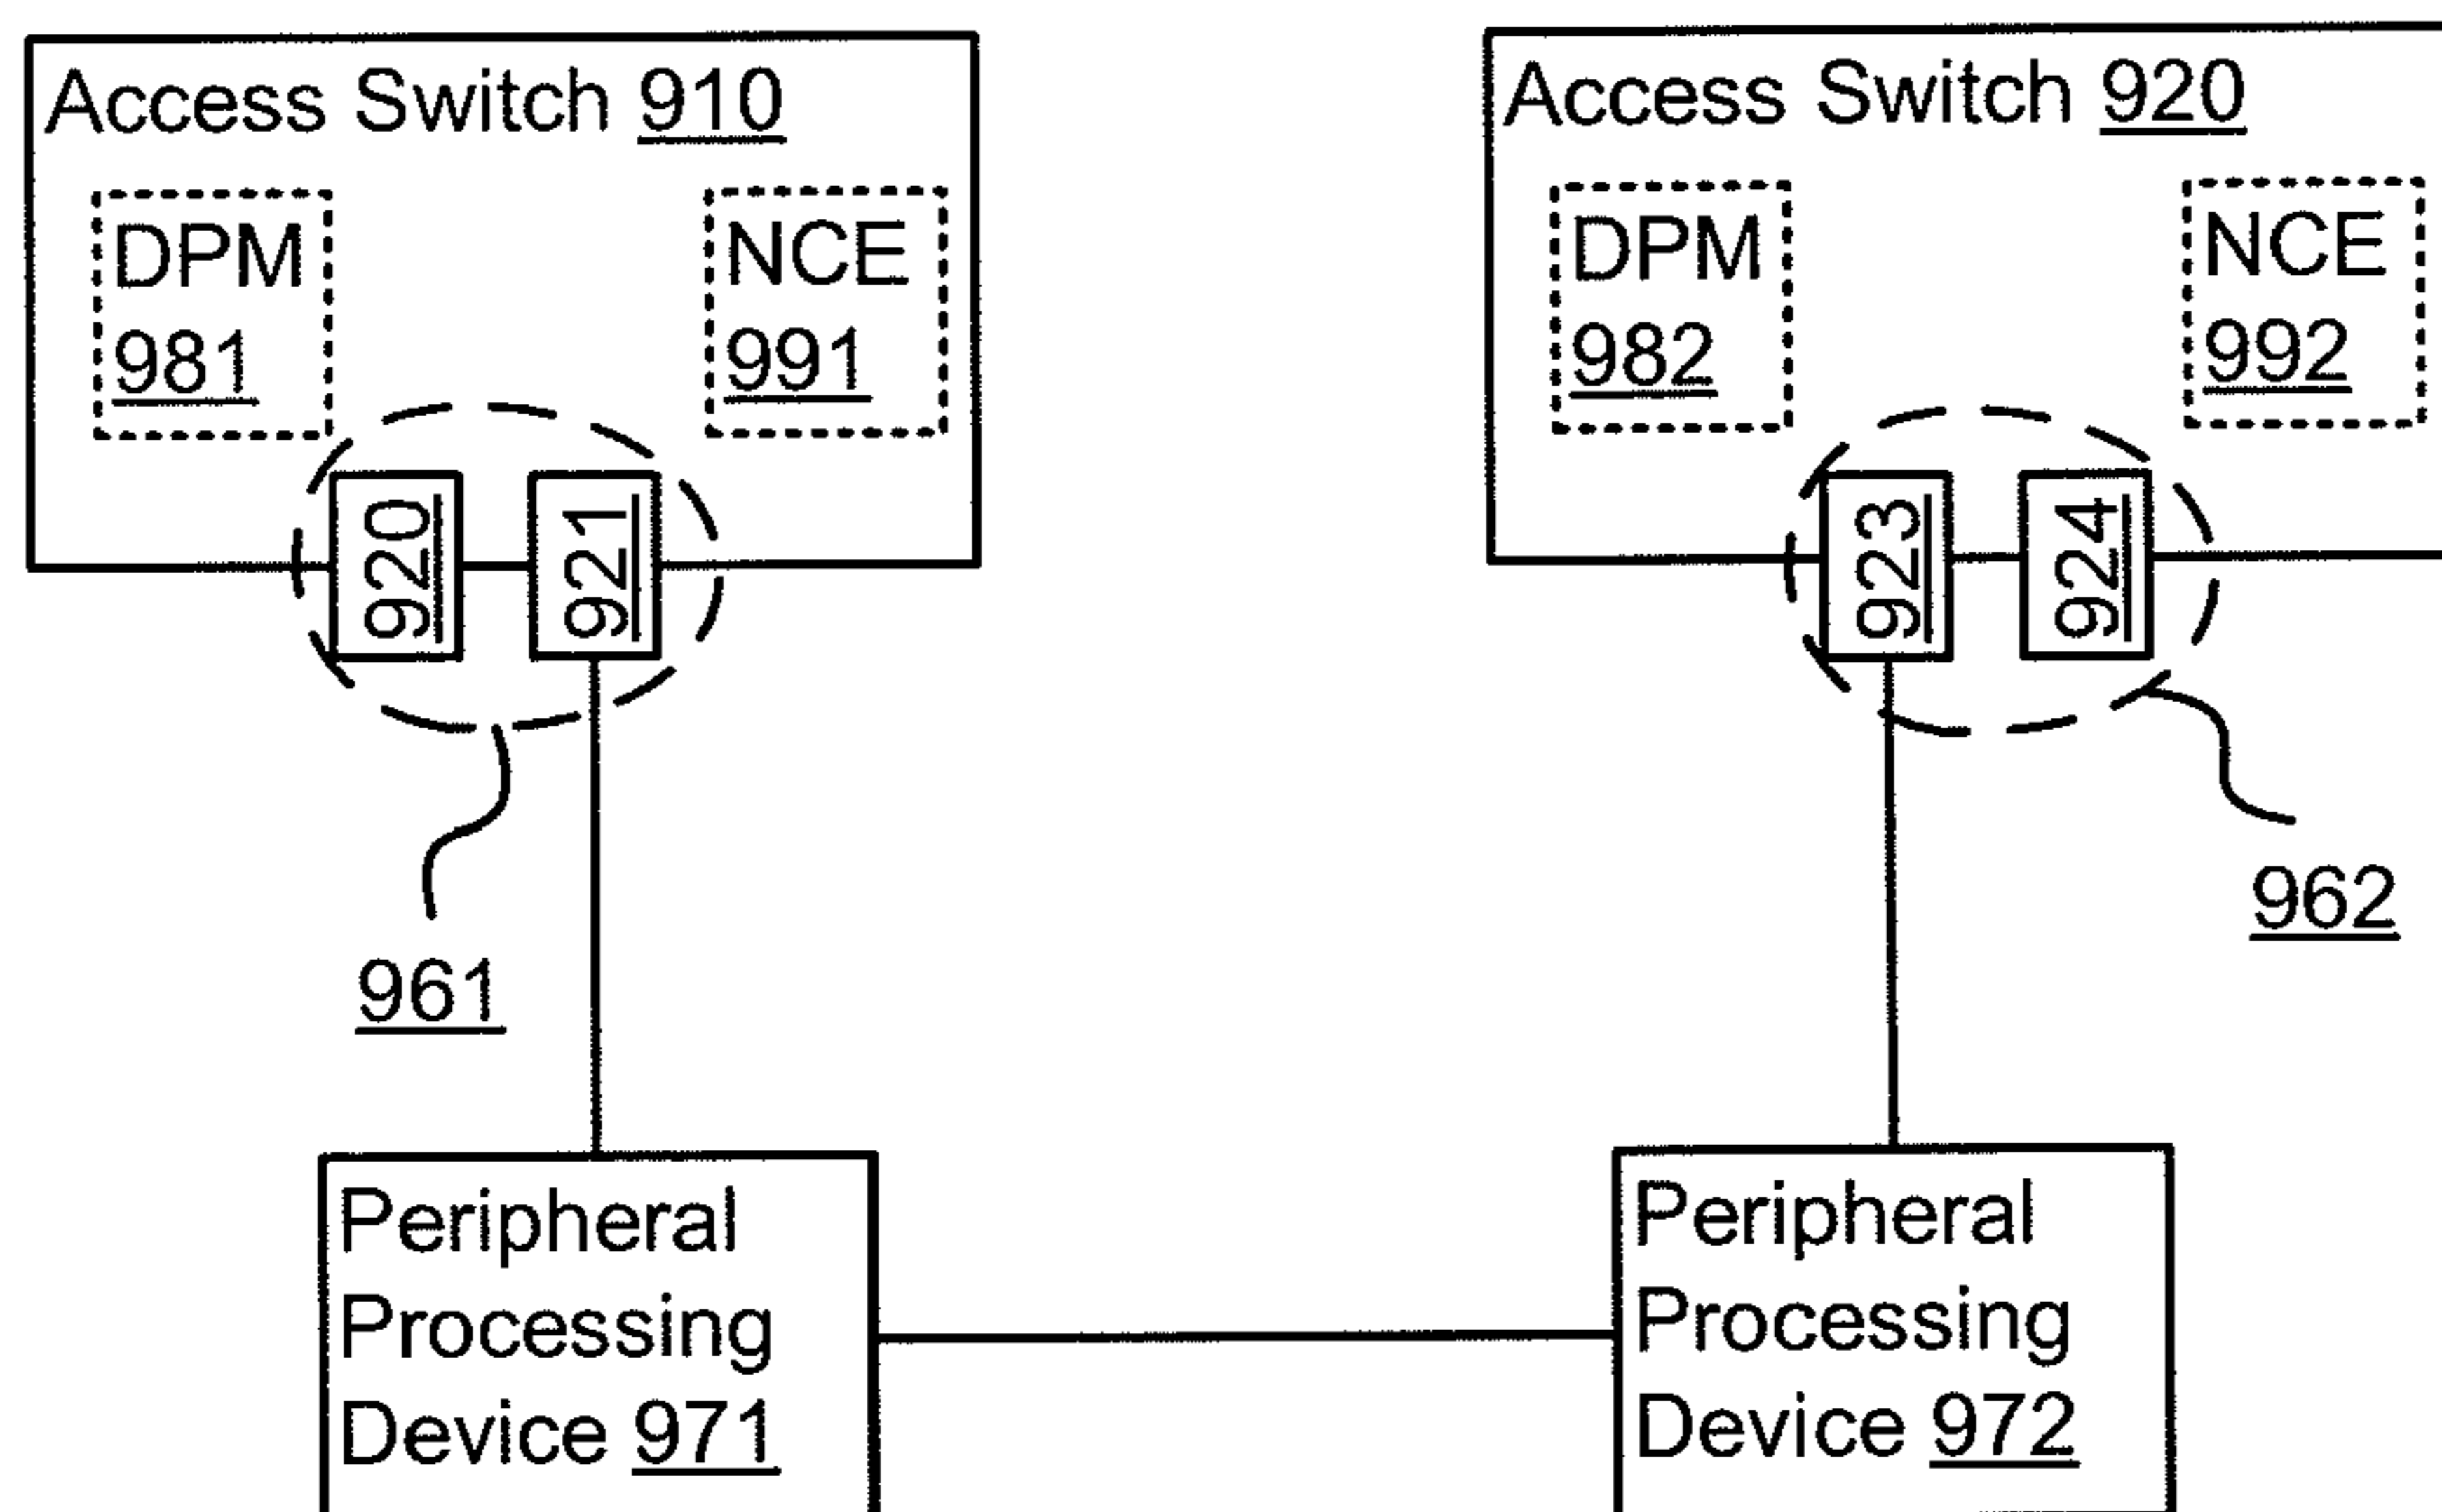 Access Switch 910
DPM
981
NCE
991
920
921
961
Access Switch 920
DPM
982
NCE
992
923
924
962
Peripheral
Processing
Device 971
Peripheral
Processing
Device 972